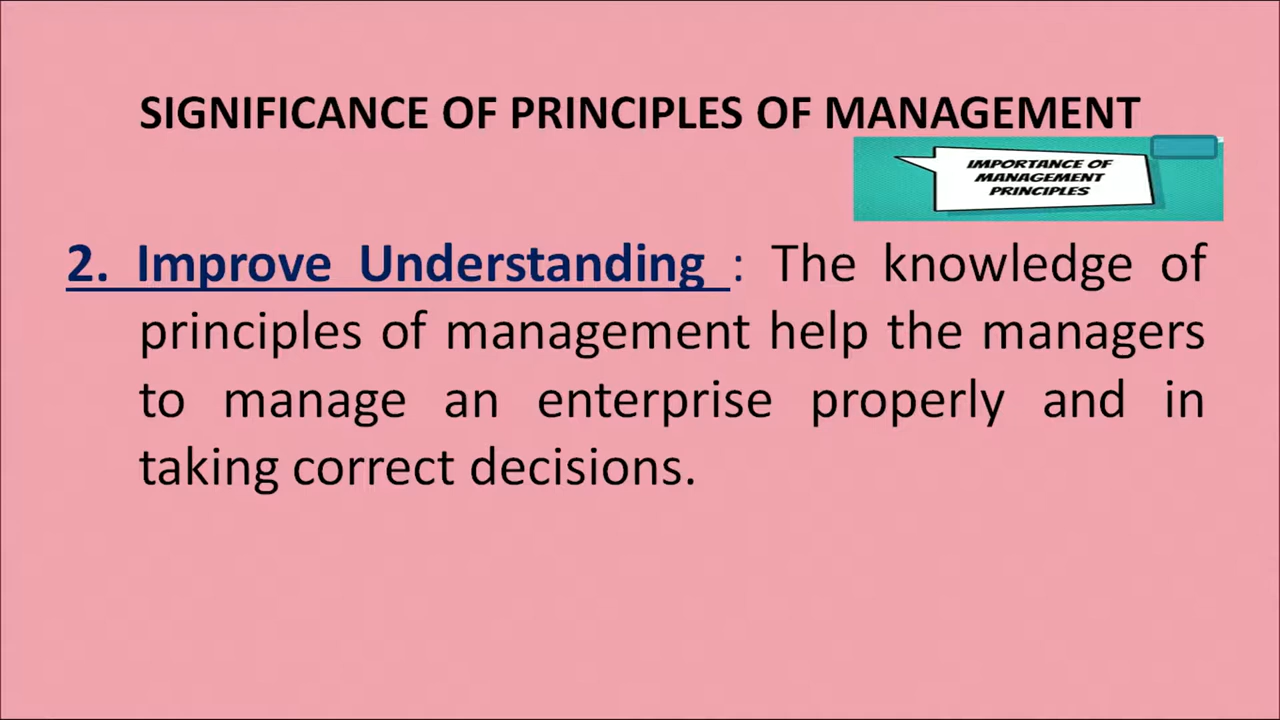 SIGNIFICANCE OF PRINCIPLES OF MANAGEMENT
IMPORTANCE OF
MANAGEMENT
PRINCIPLES
2. Improve Understanding : The knowledge of
principles of management help the managers
to manage an enterprise properly and in
taking correct decisions.